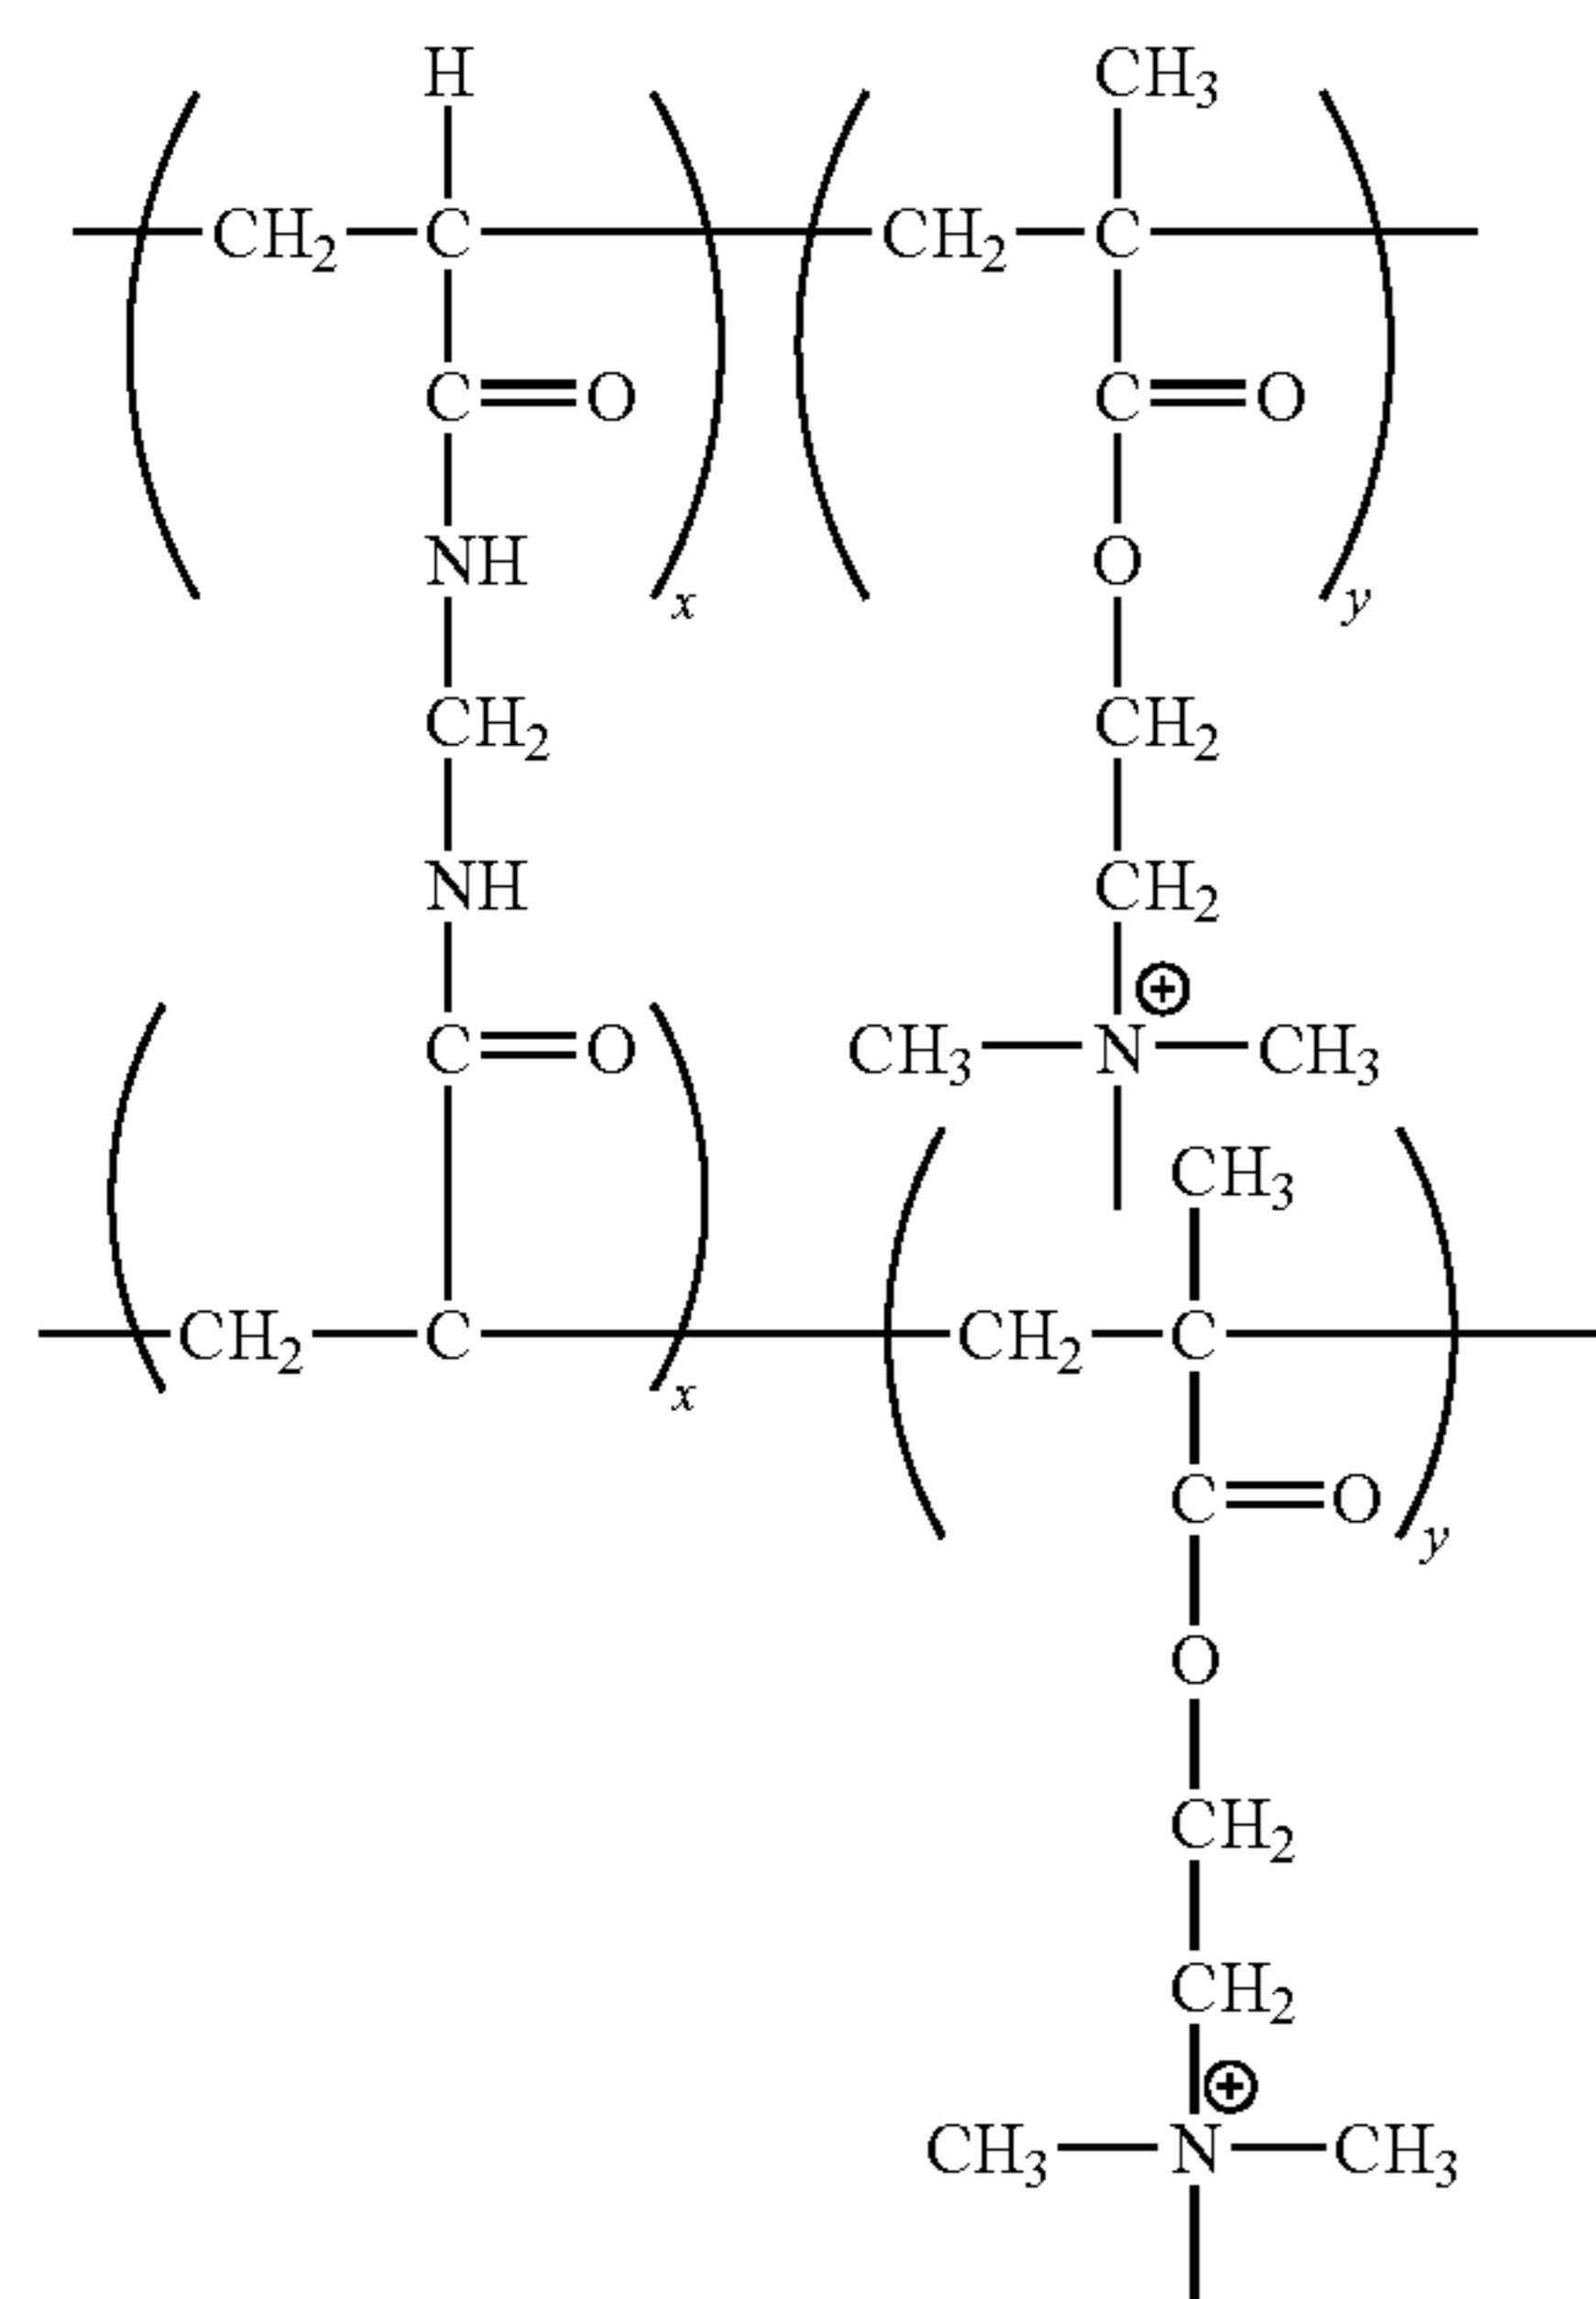 H CH₃
CH₂ C CH₂ C
C O C O
NH O
x y
CH₂ CH₂
NH CH₂
⊕
C O CH₃ N CH₃
CH₃
CH₂ C CH₂ C
x
C O
y
O
CH₂
CH₂
⊕
CH₃ N CH₃